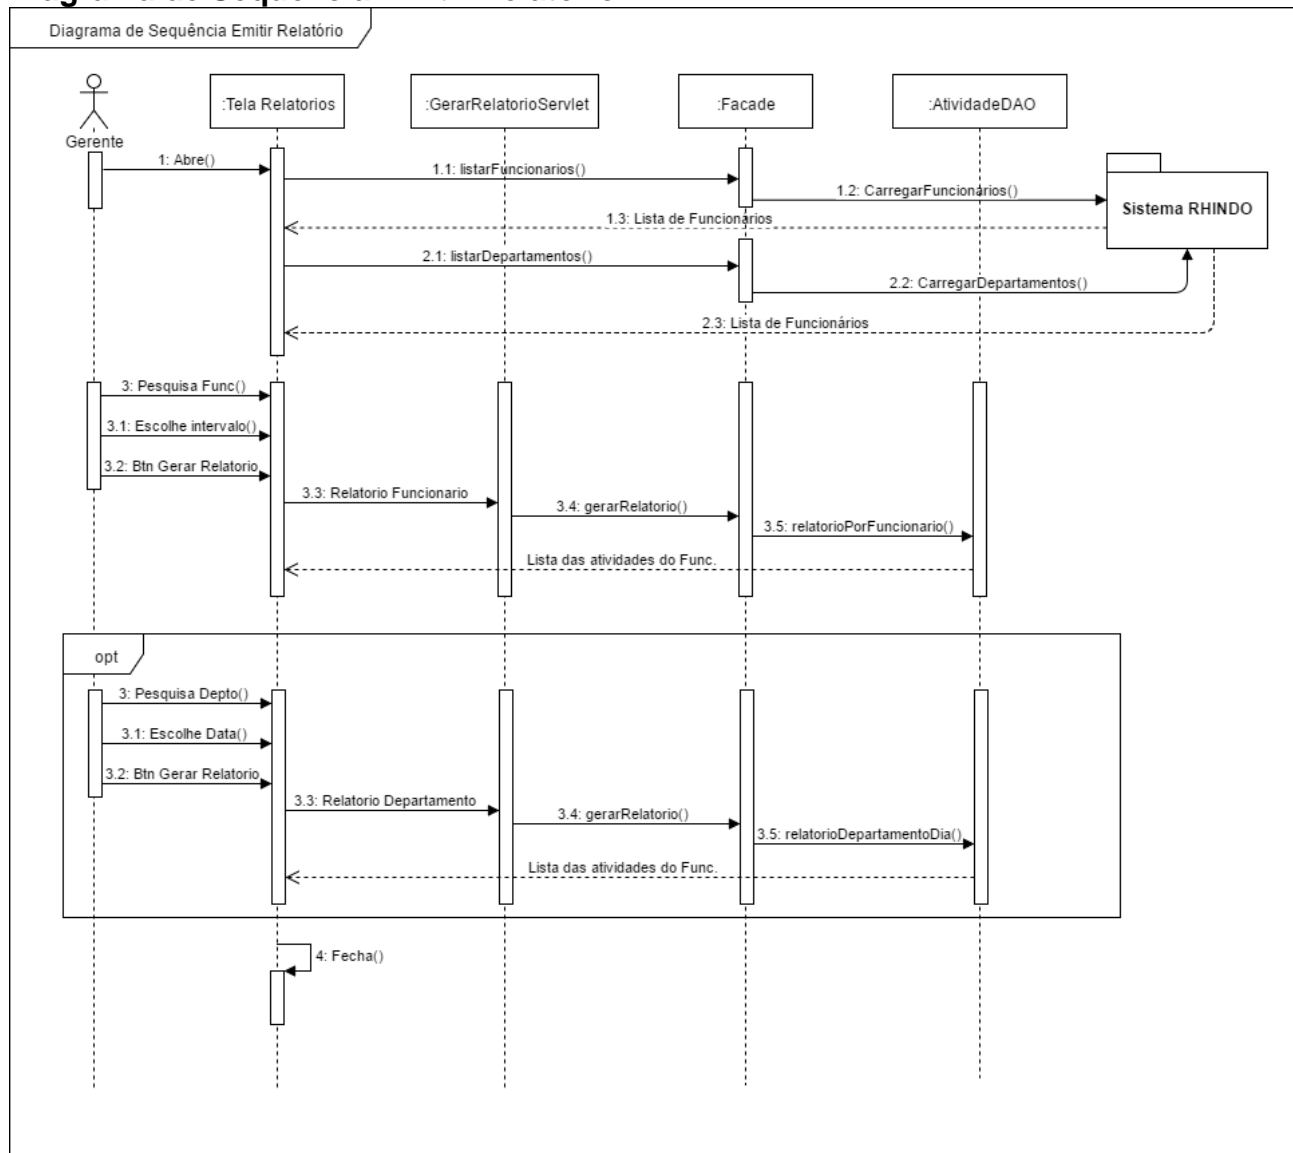 Diagrama de Sequência Emitir Relatório
:Tela Relatorios
:GerarRelatorioServlet
:Facade
:AtividadeDAO
Gerente
1: Abre()
1.1: listarFuncionarios()
1.2: CarregarFuncionários()
Sistema RHINDO
1.3: Lista de Funcionários
2.1: listarDepartamentos()
2.2: CarregarDepartamentos()
2.3: Lista de Funcionários
3: Pesquisa Func()
3.1: Escolhe intervalo()
3.2: Btn Gerar Relatorio
3.3: Relatorio Funcionario
3.4: gerarRelatorio()
3.5: relatorioPorFuncionario()
Lista das atividades do Func.
opt
3: Pesquisa Depto()
3.1: Escolhe Data()
3.2: Btn Gerar Relatorio
3.3: Relatorio Departamento
3.4: gerarRelatorio()
3.5: relatorioDepartamentoDia()
Lista das atividades do Func.
4: Fecha()